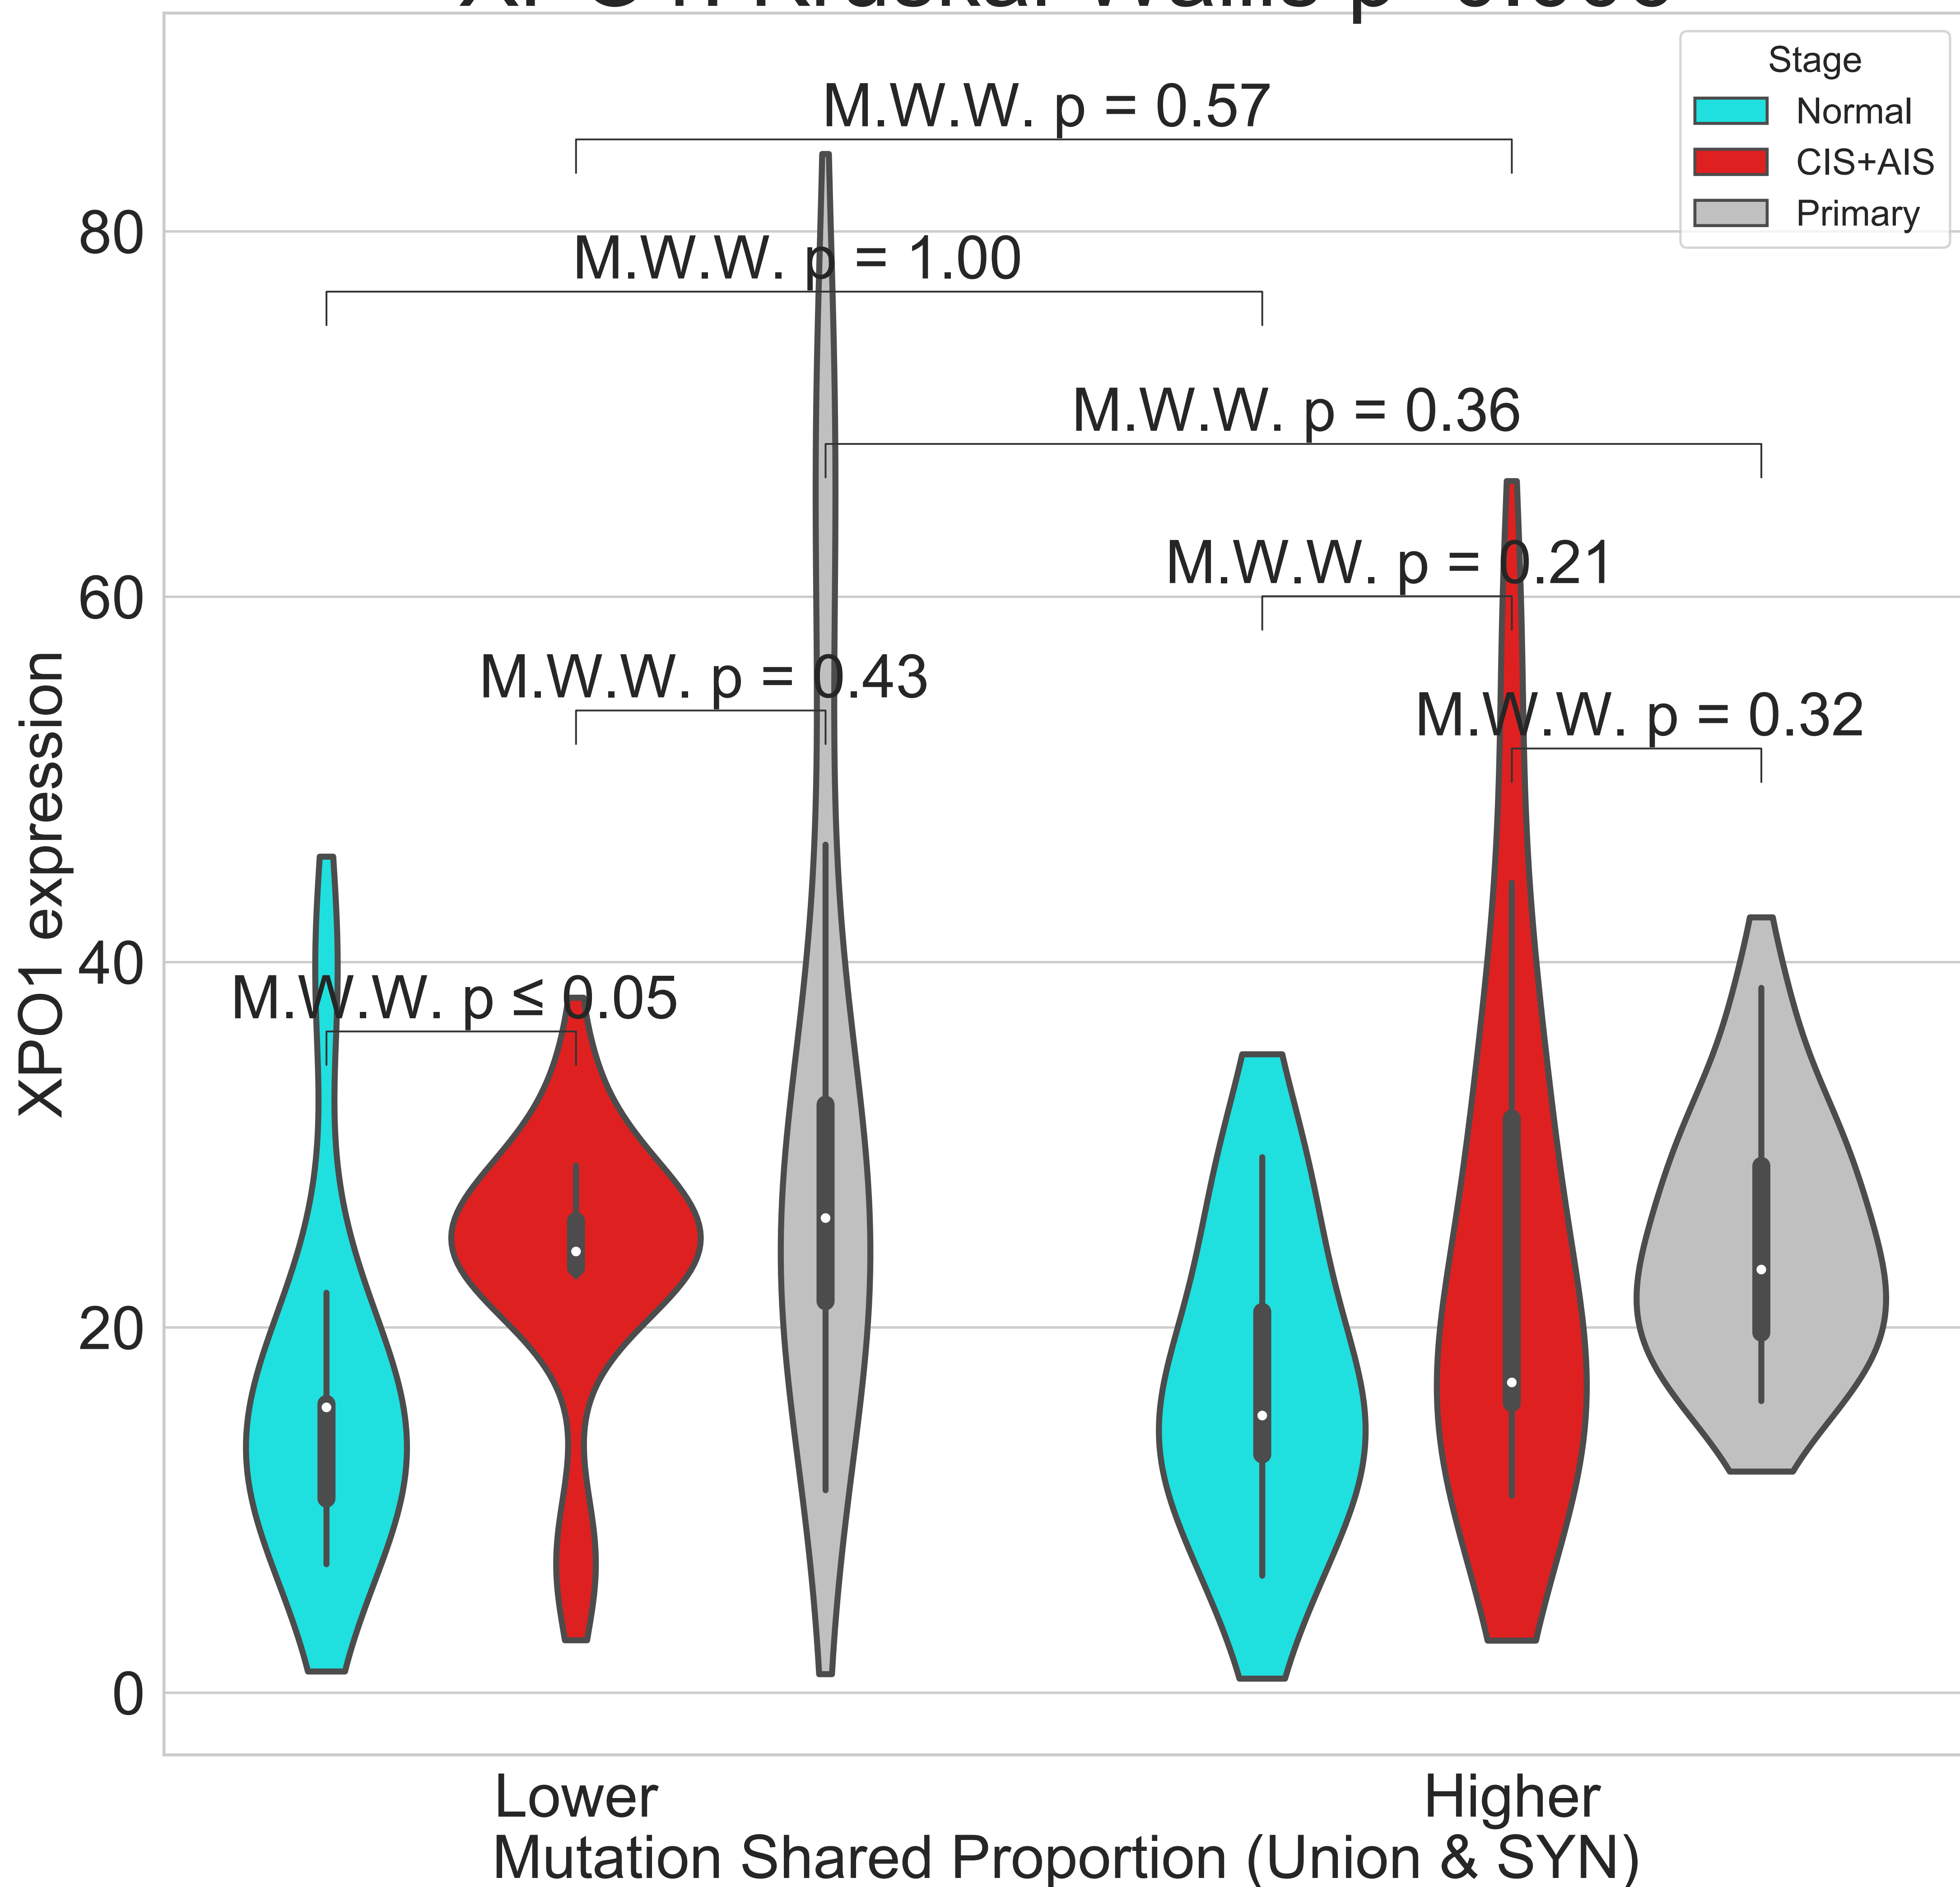 Stage
Normal
CIS+AIS
Primary
M.W.W. p = 0.57
M.W.W. p = 1.00
M.W.W. p = 0.36
M.W.W. p = 0.21
M.W.W. p = 0.43
M.W.W. p = 0.32
M.W.W. p ≤ 0.05
XPO1 expression
80
60
40
20
0
Lower Higher
Mutation Shared Proportion (Union & SYN)